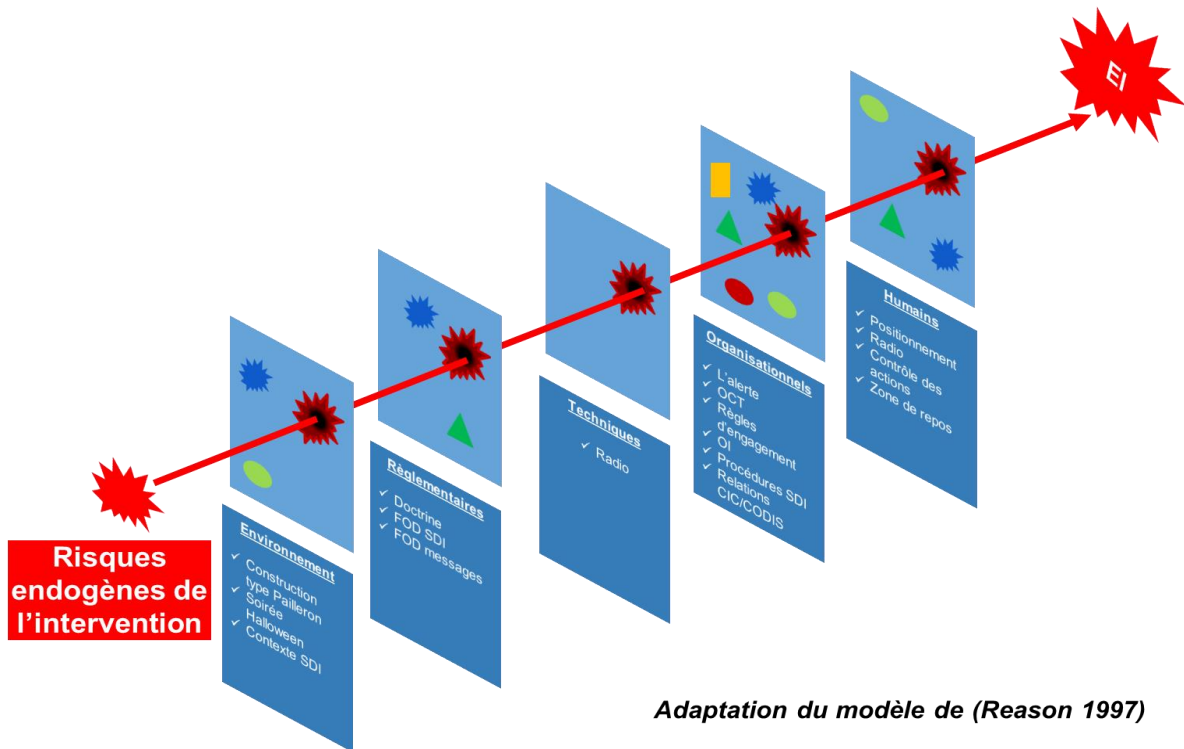 EI
Risques
endogènes de
l’intervention
Environnement
✓ Construction
type Pailleron
✓ Soirée
Halloween
✓ Contexte SDI
Règlementaires
✓ Doctrine
✓ FOD SDI
✓ FOD messages
Techniques
✓ Radio
Organisationnels
✓ L'alerte
✓ OCT
✓ Règles
d'engagement
✓ OI
✓ Procédures SDI
✓ Relations
CIC/CODIS
Humains
✓ Positionnement
✓ Radio
✓ Contrôle des
actions
✓ Zone de repos
Adaptation du modèle de (Reason 1997)